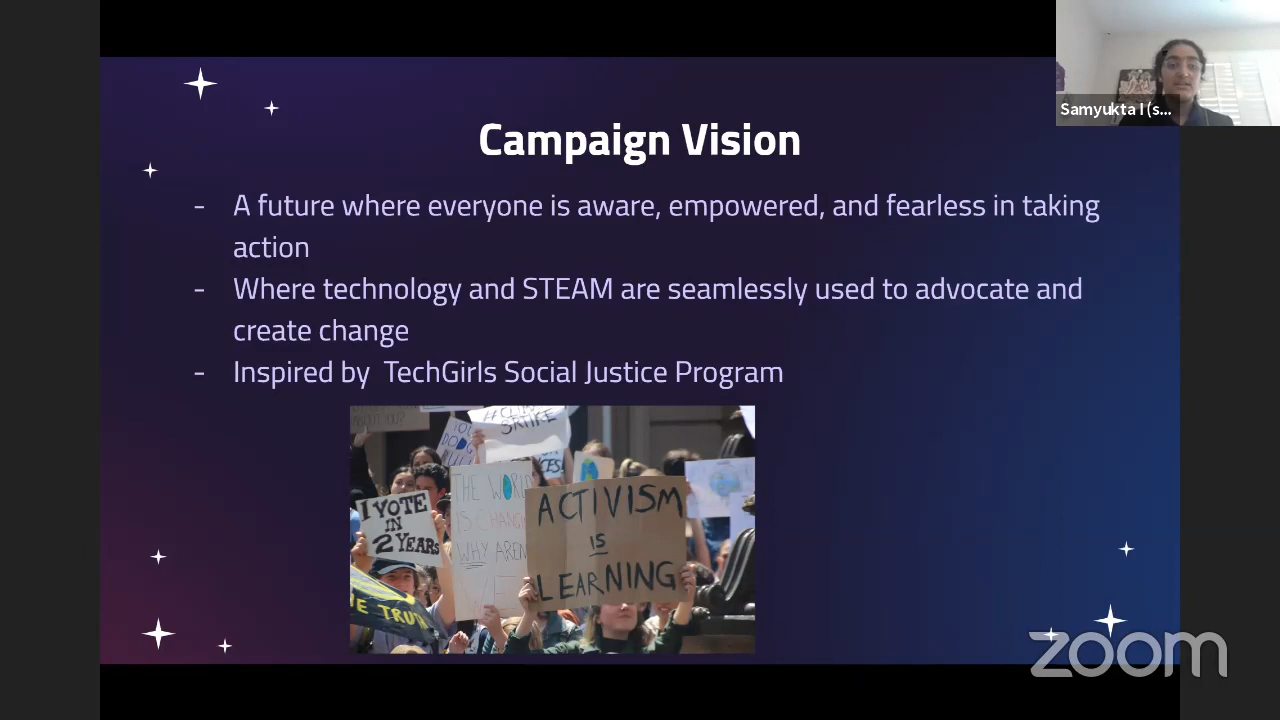 Samyukta I (s...
Campaign Vision
- A future where everyone is aware, empowered, and fearless in taking
action
- Where technology and STEAM are seamlessly used to advocate and
create change
- Inspired by TechGirls Social Justice Program
STRIKE
I VOTE
IN
2 YEARS
THE WORLD
IS
WHY AREN
WE
ACTIVISM
IS
LEARNING
E TRUTH
zoom